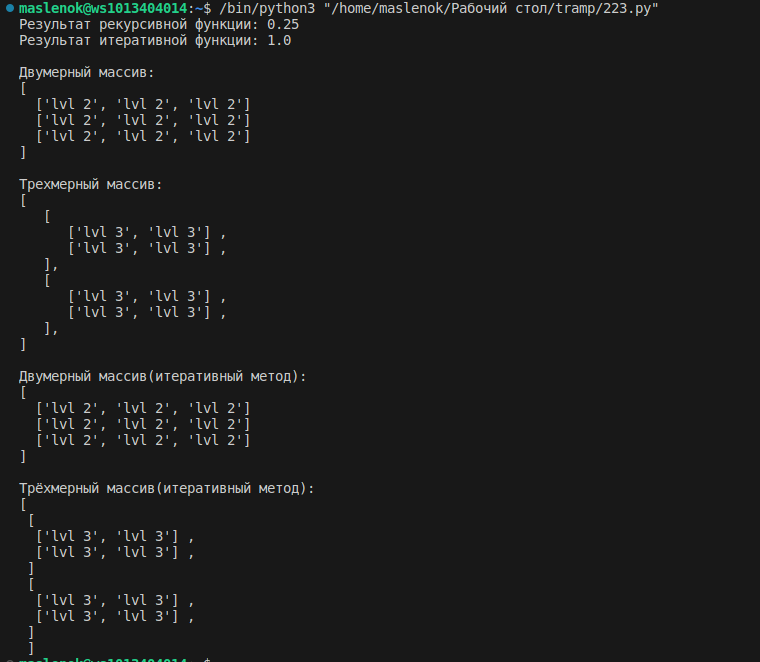 maslenok@ws1013404014:~$ /bin/python3 "/home/maslenok/Рабочий стол/tramp/223.py"
Результат рекурсивной функции: 0.25
Результат итеративной функции: 1.0
Двумерный массив:
[
['lvl 2', 'lvl 2', 'lvl 2']
['lvl 2', 'lvl 2', 'lvl 2']
['lvl 2', 'lvl 2', 'lvl 2']
]
Трехмерный массив:
[
[
['lvl 3', 'lvl 3'] ,
['lvl 3', 'lvl 3'] ,
],
[
['lvl 3', 'lvl 3'] ,
['lvl 3', 'lvl 3'] ,
],
]
Двумерный массив(итеративный метод):
[
['lvl 2', 'lvl 2', 'lvl 2']
['lvl 2', 'lvl 2', 'lvl 2']
['lvl 2', 'lvl 2', 'lvl 2']
]
Трёхмерный массив(итеративный метод):
[
[
['lvl 3', 'lvl 3'] ,
['lvl 3', 'lvl 3'] ,
]
[
['lvl 3', 'lvl 3'] ,
['lvl 3', 'lvl 3'] ,
]
]